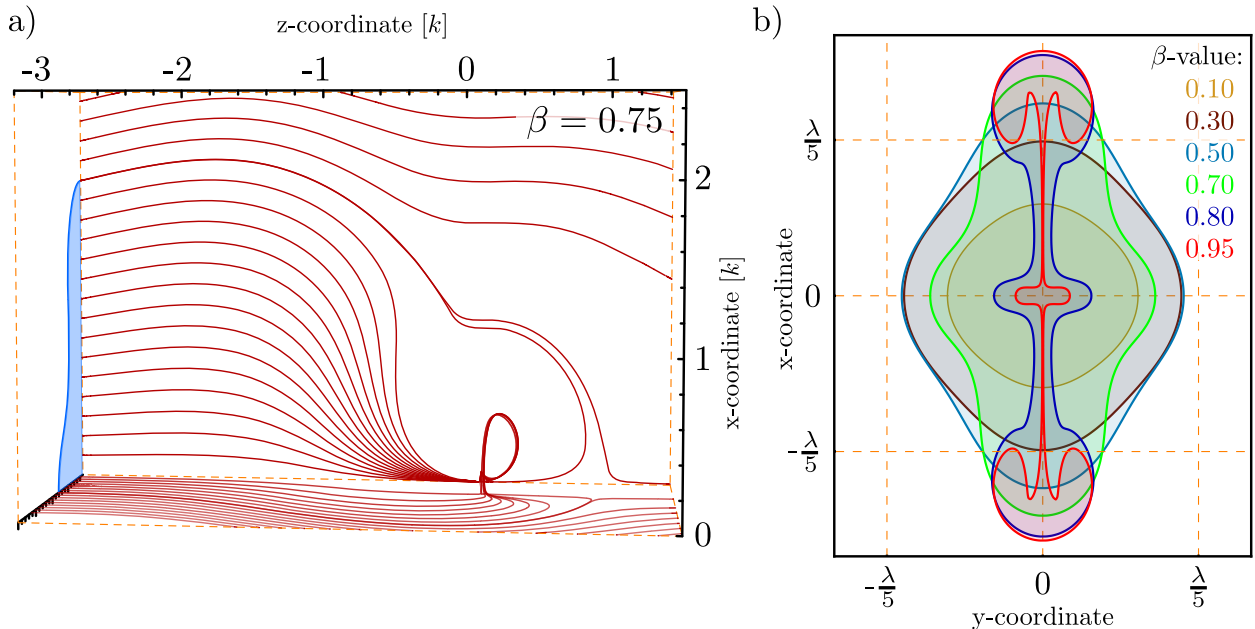 a)
z-coordinate [k]
-3 -2 -1 0 1
β = 0.75
2
1
0
x-coordinate [k]
b)
β-value:
0.10
0.30
0.50
0.70
0.80
0.95
λ/5
0
-λ/5
x-coordinate
-λ/5 0 λ/5
y-coordinate